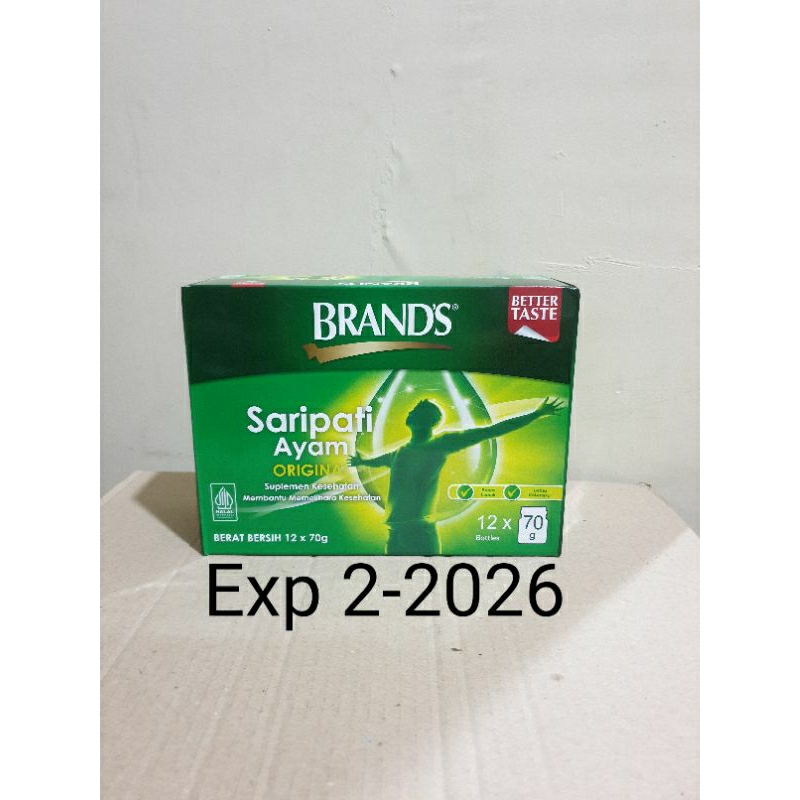 BRAND'S®
BETTER
TASTE
Saripati
Ayam
ORIGINAL
Suplemen Kesehatan
Membantu Memelihara Kesehatan
HALAL
BERAT BERSIH 12 x 70g
12 x 70
g
Bottles
Exp 2-2026